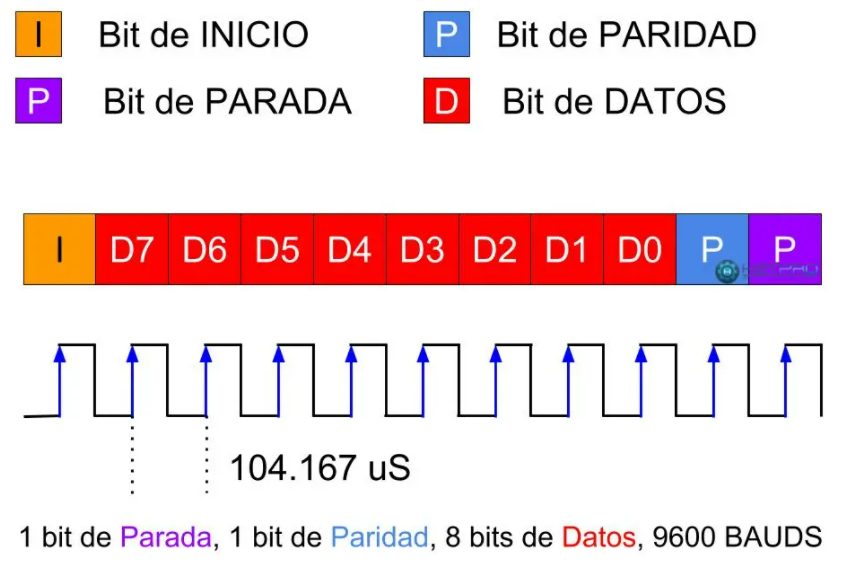 I Bit de INICIO P Bit de PARIDAD
P Bit de PARADA D Bit de DATOS
I D7 D6 D5 D4 D3 D2 D1 D0 P P
104.167 uS
1 bit de Parada, 1 bit de Paridad, 8 bits de Datos, 9600 BAUDS